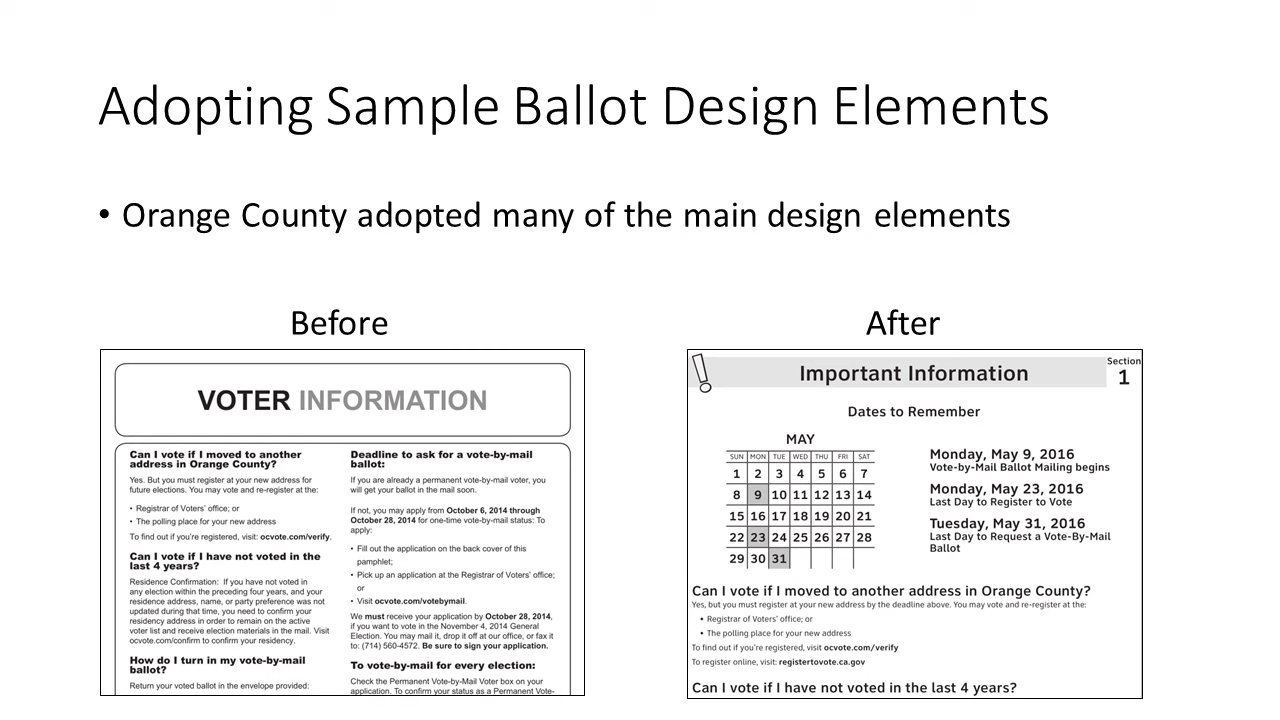 Adopting Sample Ballot Design Elements
• Orange County adopted many of the main design elements
Before
VOTER INFORMATION
Can I vote if I moved to another
address in Orange County?
Yes. But you must register at your new address for
future elections. You may vote and re-register at the:
• Registrar of Voters' office; or
• The polling place for your new address
To find out if you're registered, visit: ocvote.com/verify.
Can I vote if I have not voted in the
last 4 years?
Residence Confirmation: If you have not voted in
any election within the preceding four years, and your
residence address, name, or party preference was not
updated during that time, you need to confirm your
residency address in order to remain on the active
voter list and receive election materials in the mail. Visit
ocvote.com/confirm to confirm your residency.
How do I turn in my vote-by-mail
ballot?
Return your voted ballot in the envelope provided:
Deadline to ask for a vote-by-mail
ballot:
If you are already a permanent vote-by-mail voter, you
will get your ballot in the mail soon.
If not, you may apply from October 6, 2014 through
October 28, 2014 for one-time vote-by-mail status: To
apply:
• Fill out the application on the back cover of this
pamphlet;
• Pick up an application at the Registrar of Voters' office;
or
• Visit ocvote.com/votebymail.
We must receive your application by October 28, 2014,
if you want to vote in the November 4, 2014 General
Election. You may mail it, drop it off at our office, or fax it
to: (714) 560-4572. Be sure to sign your application.
To vote-by-mail for every election:
Check the Permanent Vote-by-Mail Voter box on your
application. To confirm your status as a Permanent Vote-
After
!
Important Information
Section
1
Dates to Remember
MAY
SUN MON TUE WED THU FRI SAT
1 2 3 4 5 6 7
8 9 10 11 12 13 14
15 16 17 18 19 20 21
22 23 24 25 26 27 28
29 30 31
Monday, May 9, 2016
Vote-by-Mail Ballot Mailing begins
Monday, May 23, 2016
Last Day to Register to Vote
Tuesday, May 31, 2016
Last Day to Request a Vote-By-Mail
Ballot
Can I vote if I moved to another address in Orange County?
Yes, but you must register at your new address by the deadline above. You may vote and re-register at the:
• Registrar of Voters' office; or
• The polling place for your new address
To find out if you're registered, visit ocvote.com/verify
To register online, visit: registertovote.ca.gov
Can I vote if I have not voted in the last 4 years?